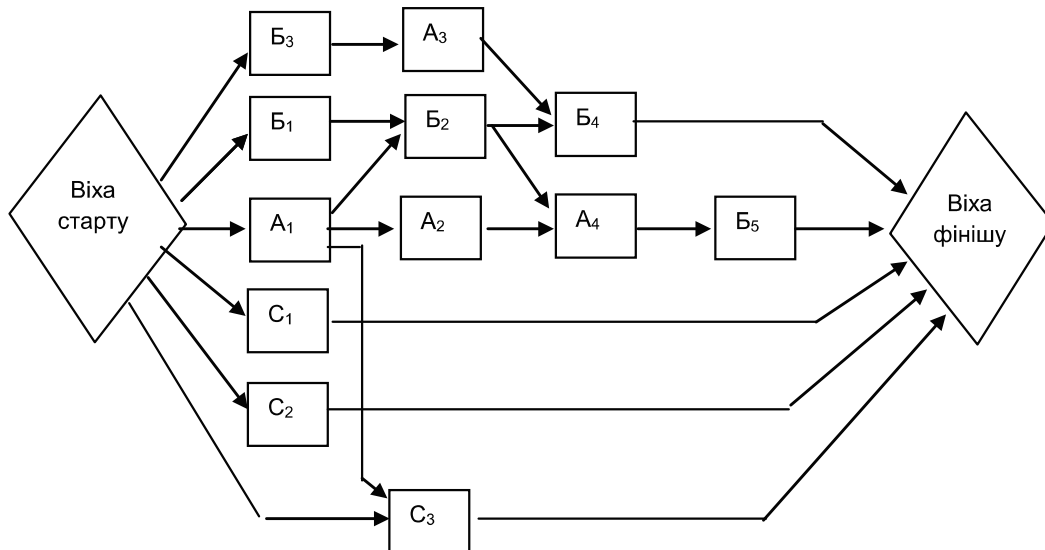 Б3
А3
Б1
Б2
Б4
Віха
старту
А1
А2
А4
Б5
Віха
фінішу
С1
С2
С3